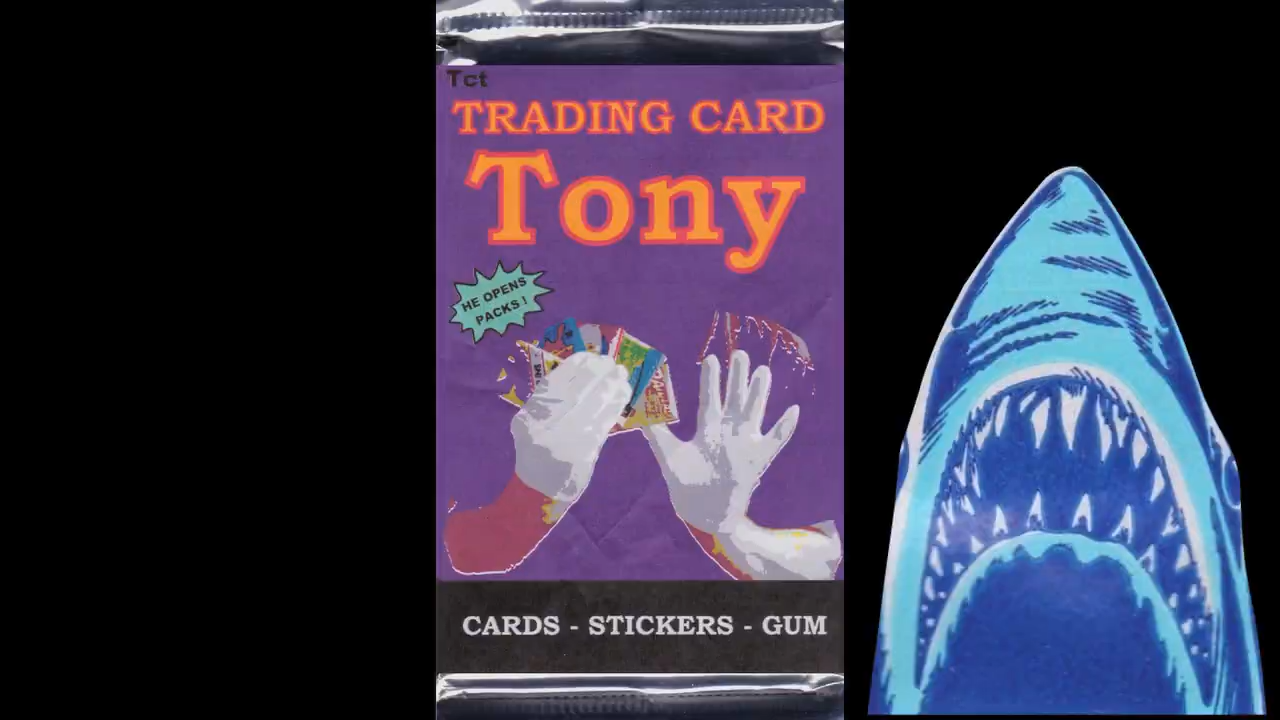 Tct
TRADING CARD
Tony
HE OPENS
PACKS!
CARDS - STICKERS - GUM